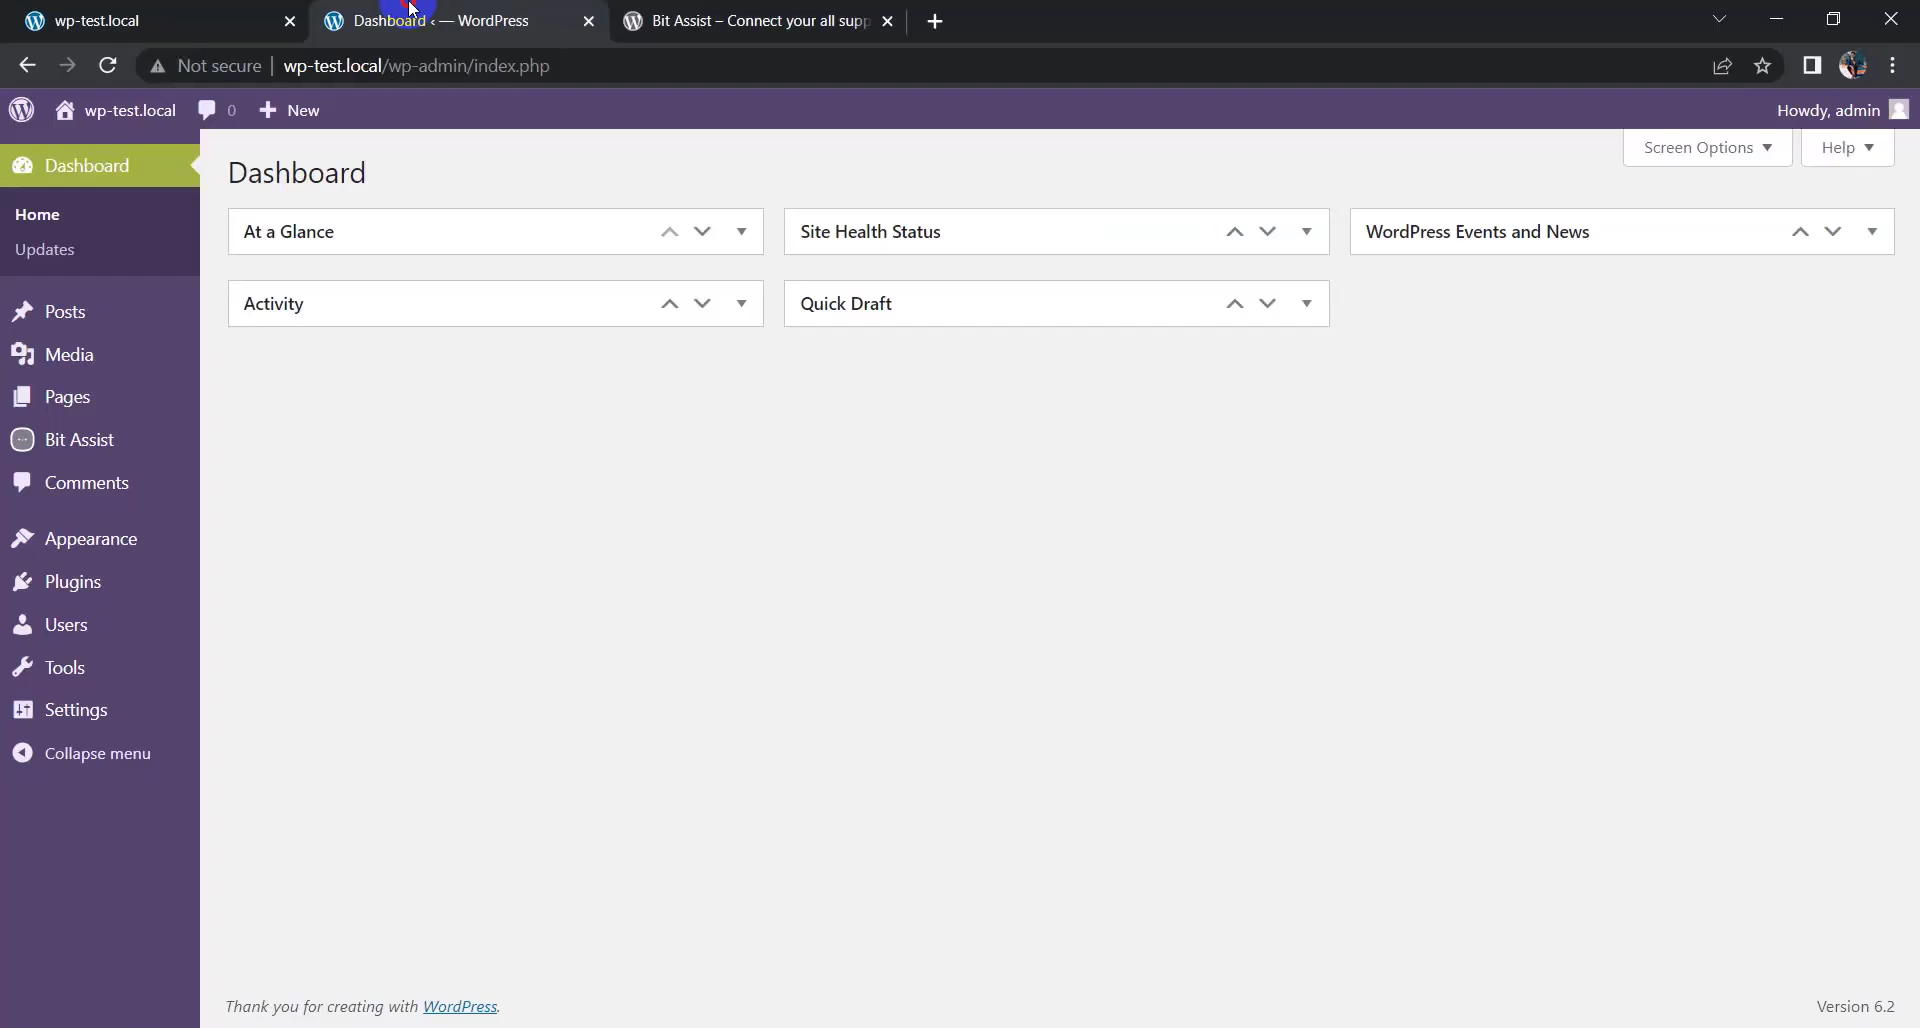 wp-test.local
Dashboard ‹ — WordPress
Bit Assist – Connect your all supp
Not secure
wp-test.local/wp-admin/index.php
wp-test.local
0
New
Howdy, admin
Dashboard
Home
Updates
Posts
Media
Pages
Bit Assist
Comments
Appearance
Plugins
Users
Tools
Settings
Collapse menu
Screen Options
Help
Dashboard
At a Glance
Site Health Status
WordPress Events and News
Activity
Quick Draft
Thank you for creating with WordPress.
Version 6.2